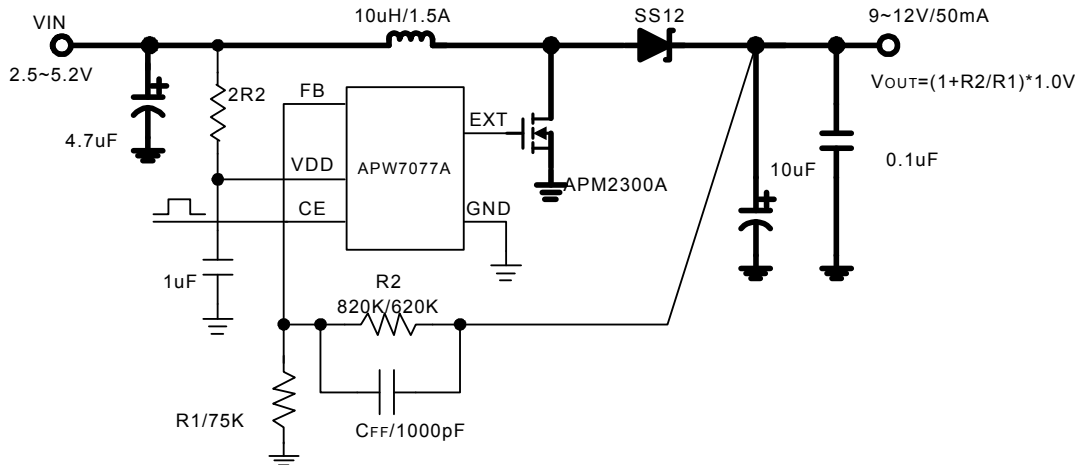 VIN
10uH/1.5A
SS12
9~12V/50mA
2.5~5.2V
VOUT=(1+R2/R1)*1.0V
4.7uF
2R2
FB
EXT
VDD
APW7077A
CE
GND
APM2300A
10uF
0.1uF
1uF
R2
820K/620K
R1/75K
CFF/1000pF